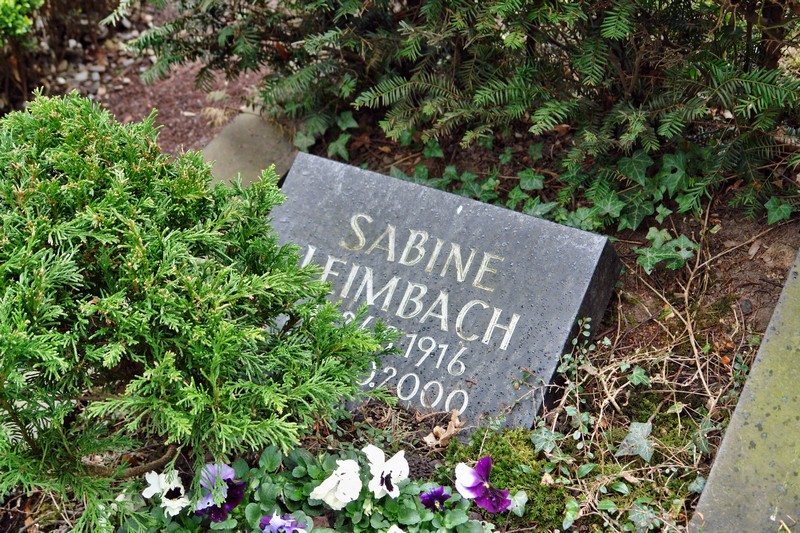 SABINE
LEIMBACH
1916
2000